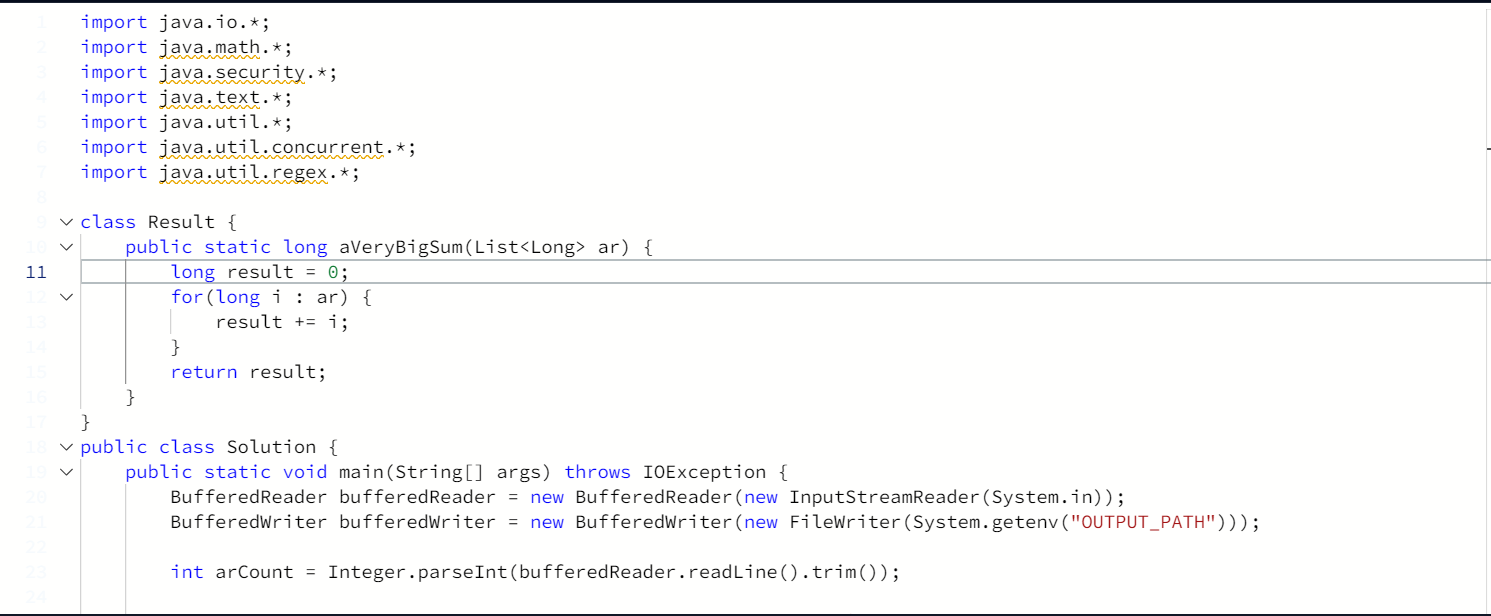 1 import java.io.*;
2 import java.math.*;
3 import java.security.*;
4 import java.text.*;
5 import java.util.*;
6 import java.util.concurrent.*;
7 import java.util.regex.*;
8
9 class Result {
10     public static long aVeryBigSum(List<Long> ar) {
11         long result = 0;
12         for(long i : ar) {
13             result += i;
14         }
15         return result;
16     }
17 }
18 public class Solution {
19     public static void main(String[] args) throws IOException {
20         BufferedReader bufferedReader = new BufferedReader(new InputStreamReader(System.in));
21         BufferedWriter bufferedWriter = new BufferedWriter(new FileWriter(System.getenv("OUTPUT_PATH")));
22
23         int arCount = Integer.parseInt(bufferedReader.readLine().trim());
24